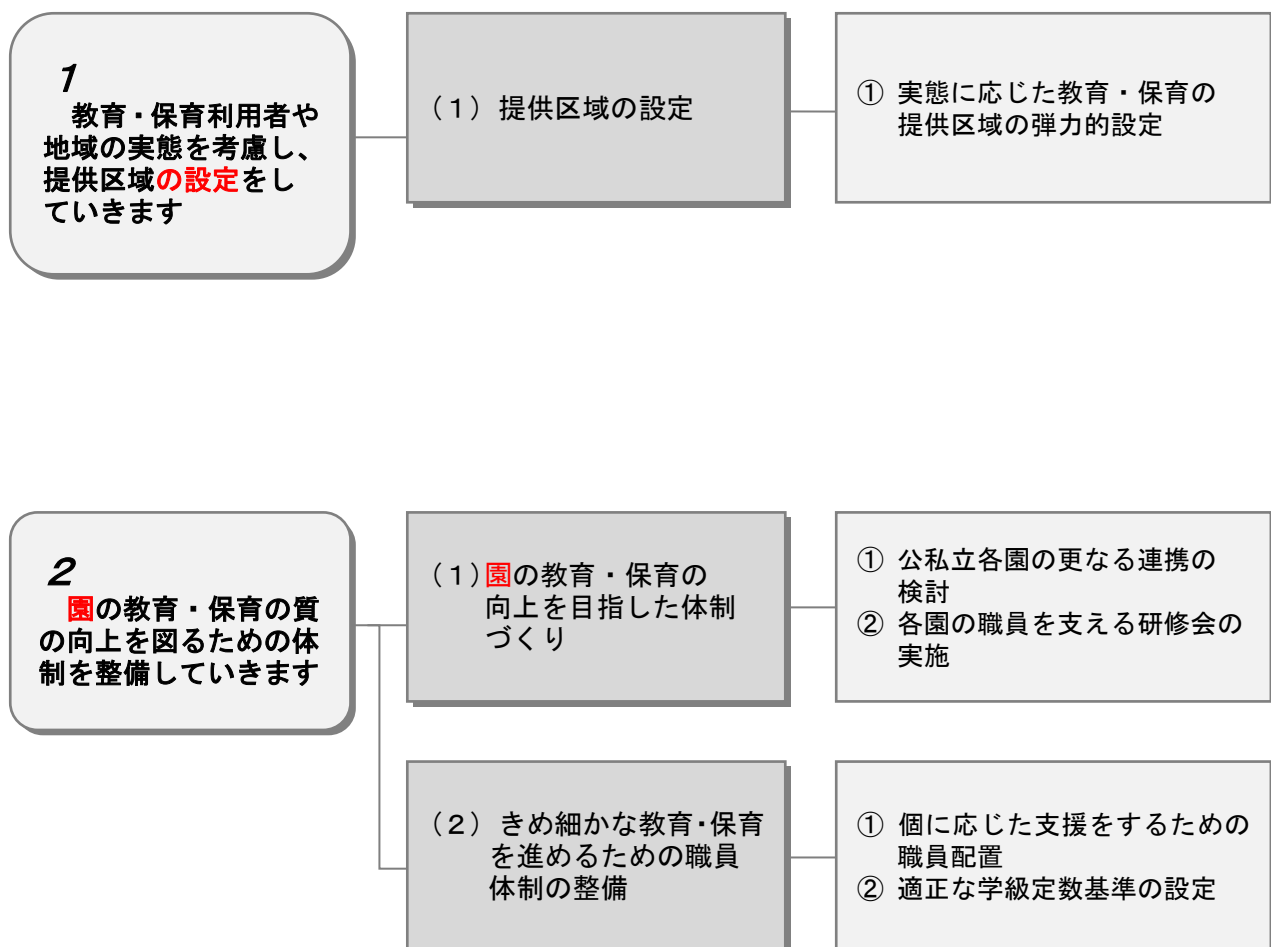 1
教育・保育利用者や
地域の実態を考慮し、
提供区域の設定をし
ていきます
（１）提供区域の設定
① 実態に応じた教育・保育の
提供区域の弾力的設定
2
園の教育・保育の質
の向上を図るための体
制を整備していきます
（１）園の教育・保育の
向上を目指した体制
づくり
① 公私立各園の更なる連携の
検討
② 各園の職員を支える研修会の
実施
（２）きめ細かな教育・保育
を進めるための職員
体制の整備
① 個に応じた支援をするための
職員配置
② 適正な学級定数基準の設定